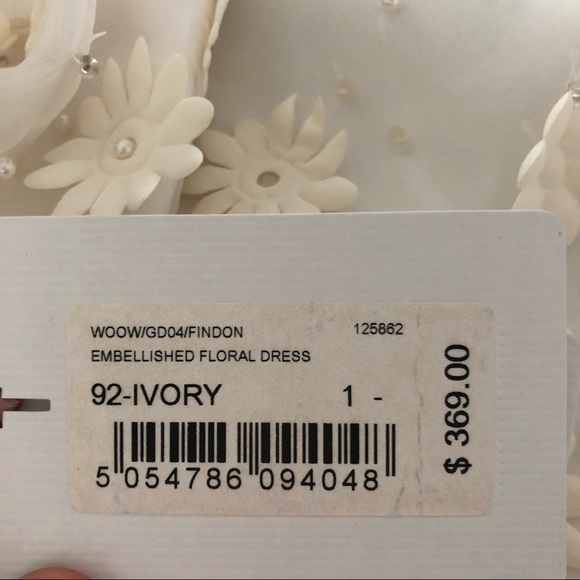 WOOW/GD04/FINDON 125862
EMBELLISHED FLORAL DRESS
92-IVORY 1 -
5 054786 094048
$ 369.00